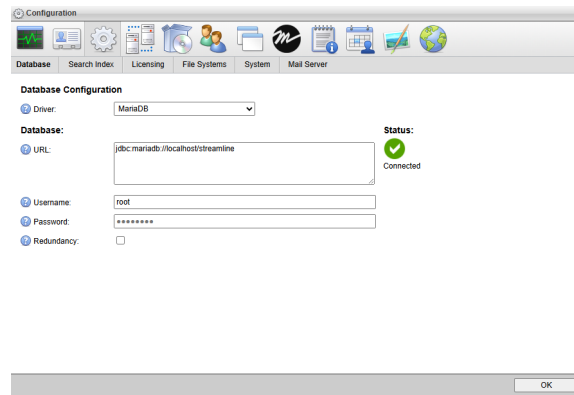 Configuration
Database Search Index Licensing File Systems System Mail Server
Database Configuration
Driver: MariaDB
Database: Status:
URL: jdbc:mariadb://localhost/streamline
Connected
Username: root
Password: ••••••••
Redundancy:
OK